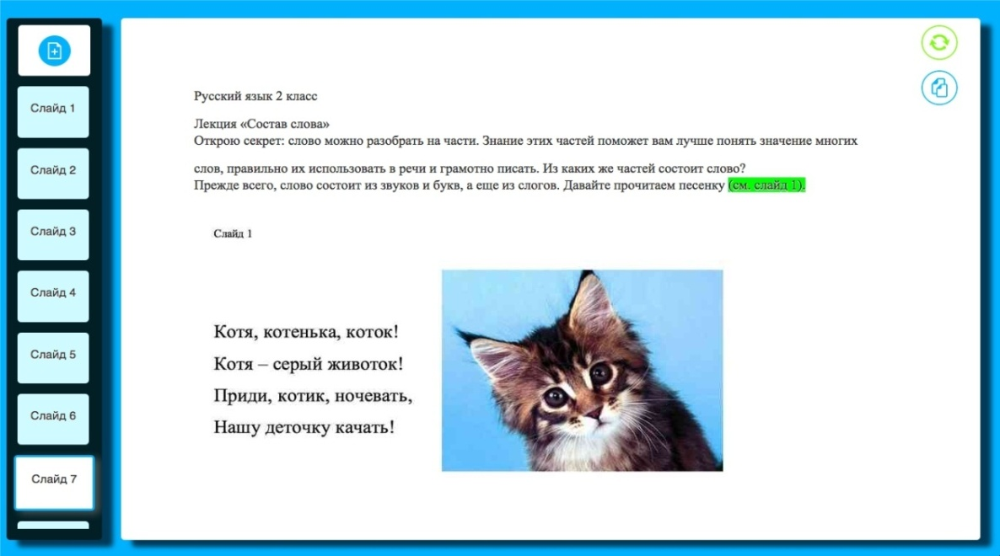 Слайд 1
Слайд 2
Слайд 3
Слайд 4
Слайд 5
Слайд 6
Слайд 7
Русский язык 2 класс
Лекция «Состав слова»
Открою секрет: слово можно разобрать на части. Знание этих частей поможет вам лучше понять значение многих
слов, правильно их использовать в речи и грамотно писать. Из каких же частей состоит слово?
Прежде всего, слово состоит из звуков и букв, а еще из слогов. Давайте прочитаем песенку (см. слайд 1).
Слайд 1
Котя, котенька, коток!
Котя – серый животок!
Приди, котик, ночевать,
Нашу деточку качать!